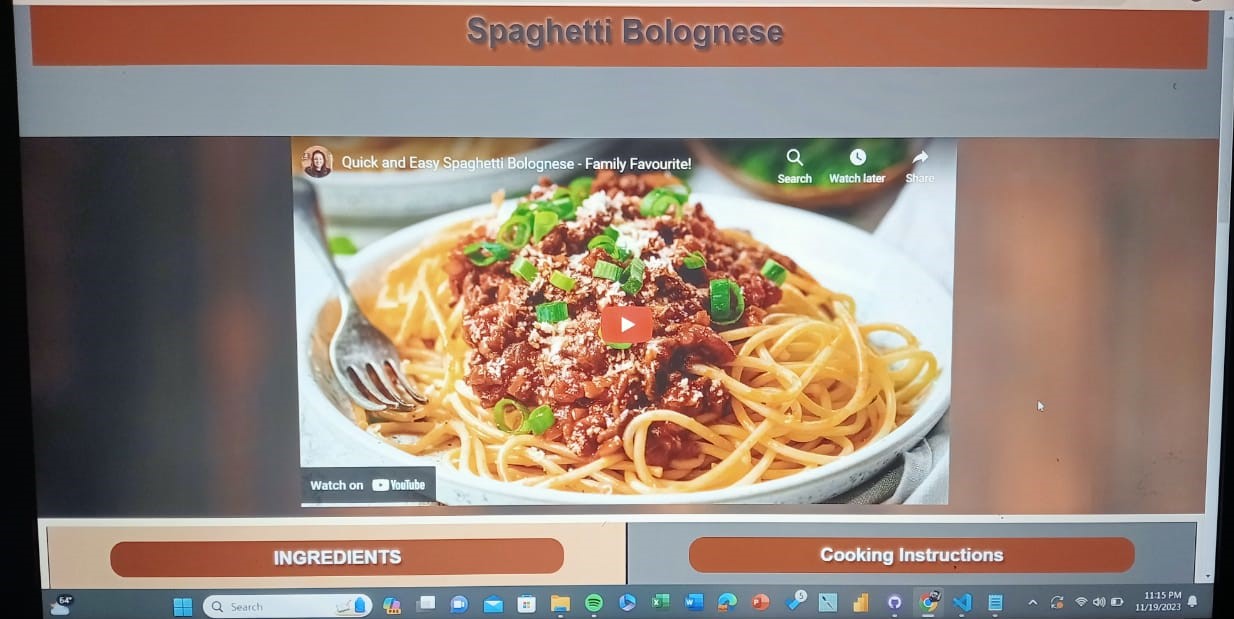 Spaghetti Bolognese
Quick and Easy Spaghetti Bolognese - Family Favourite!
Search
Watch later
Share
Watch on YouTube
INGREDIENTS
Cooking Instructions
64°
Search
5
11:15 PM
11/19/2023